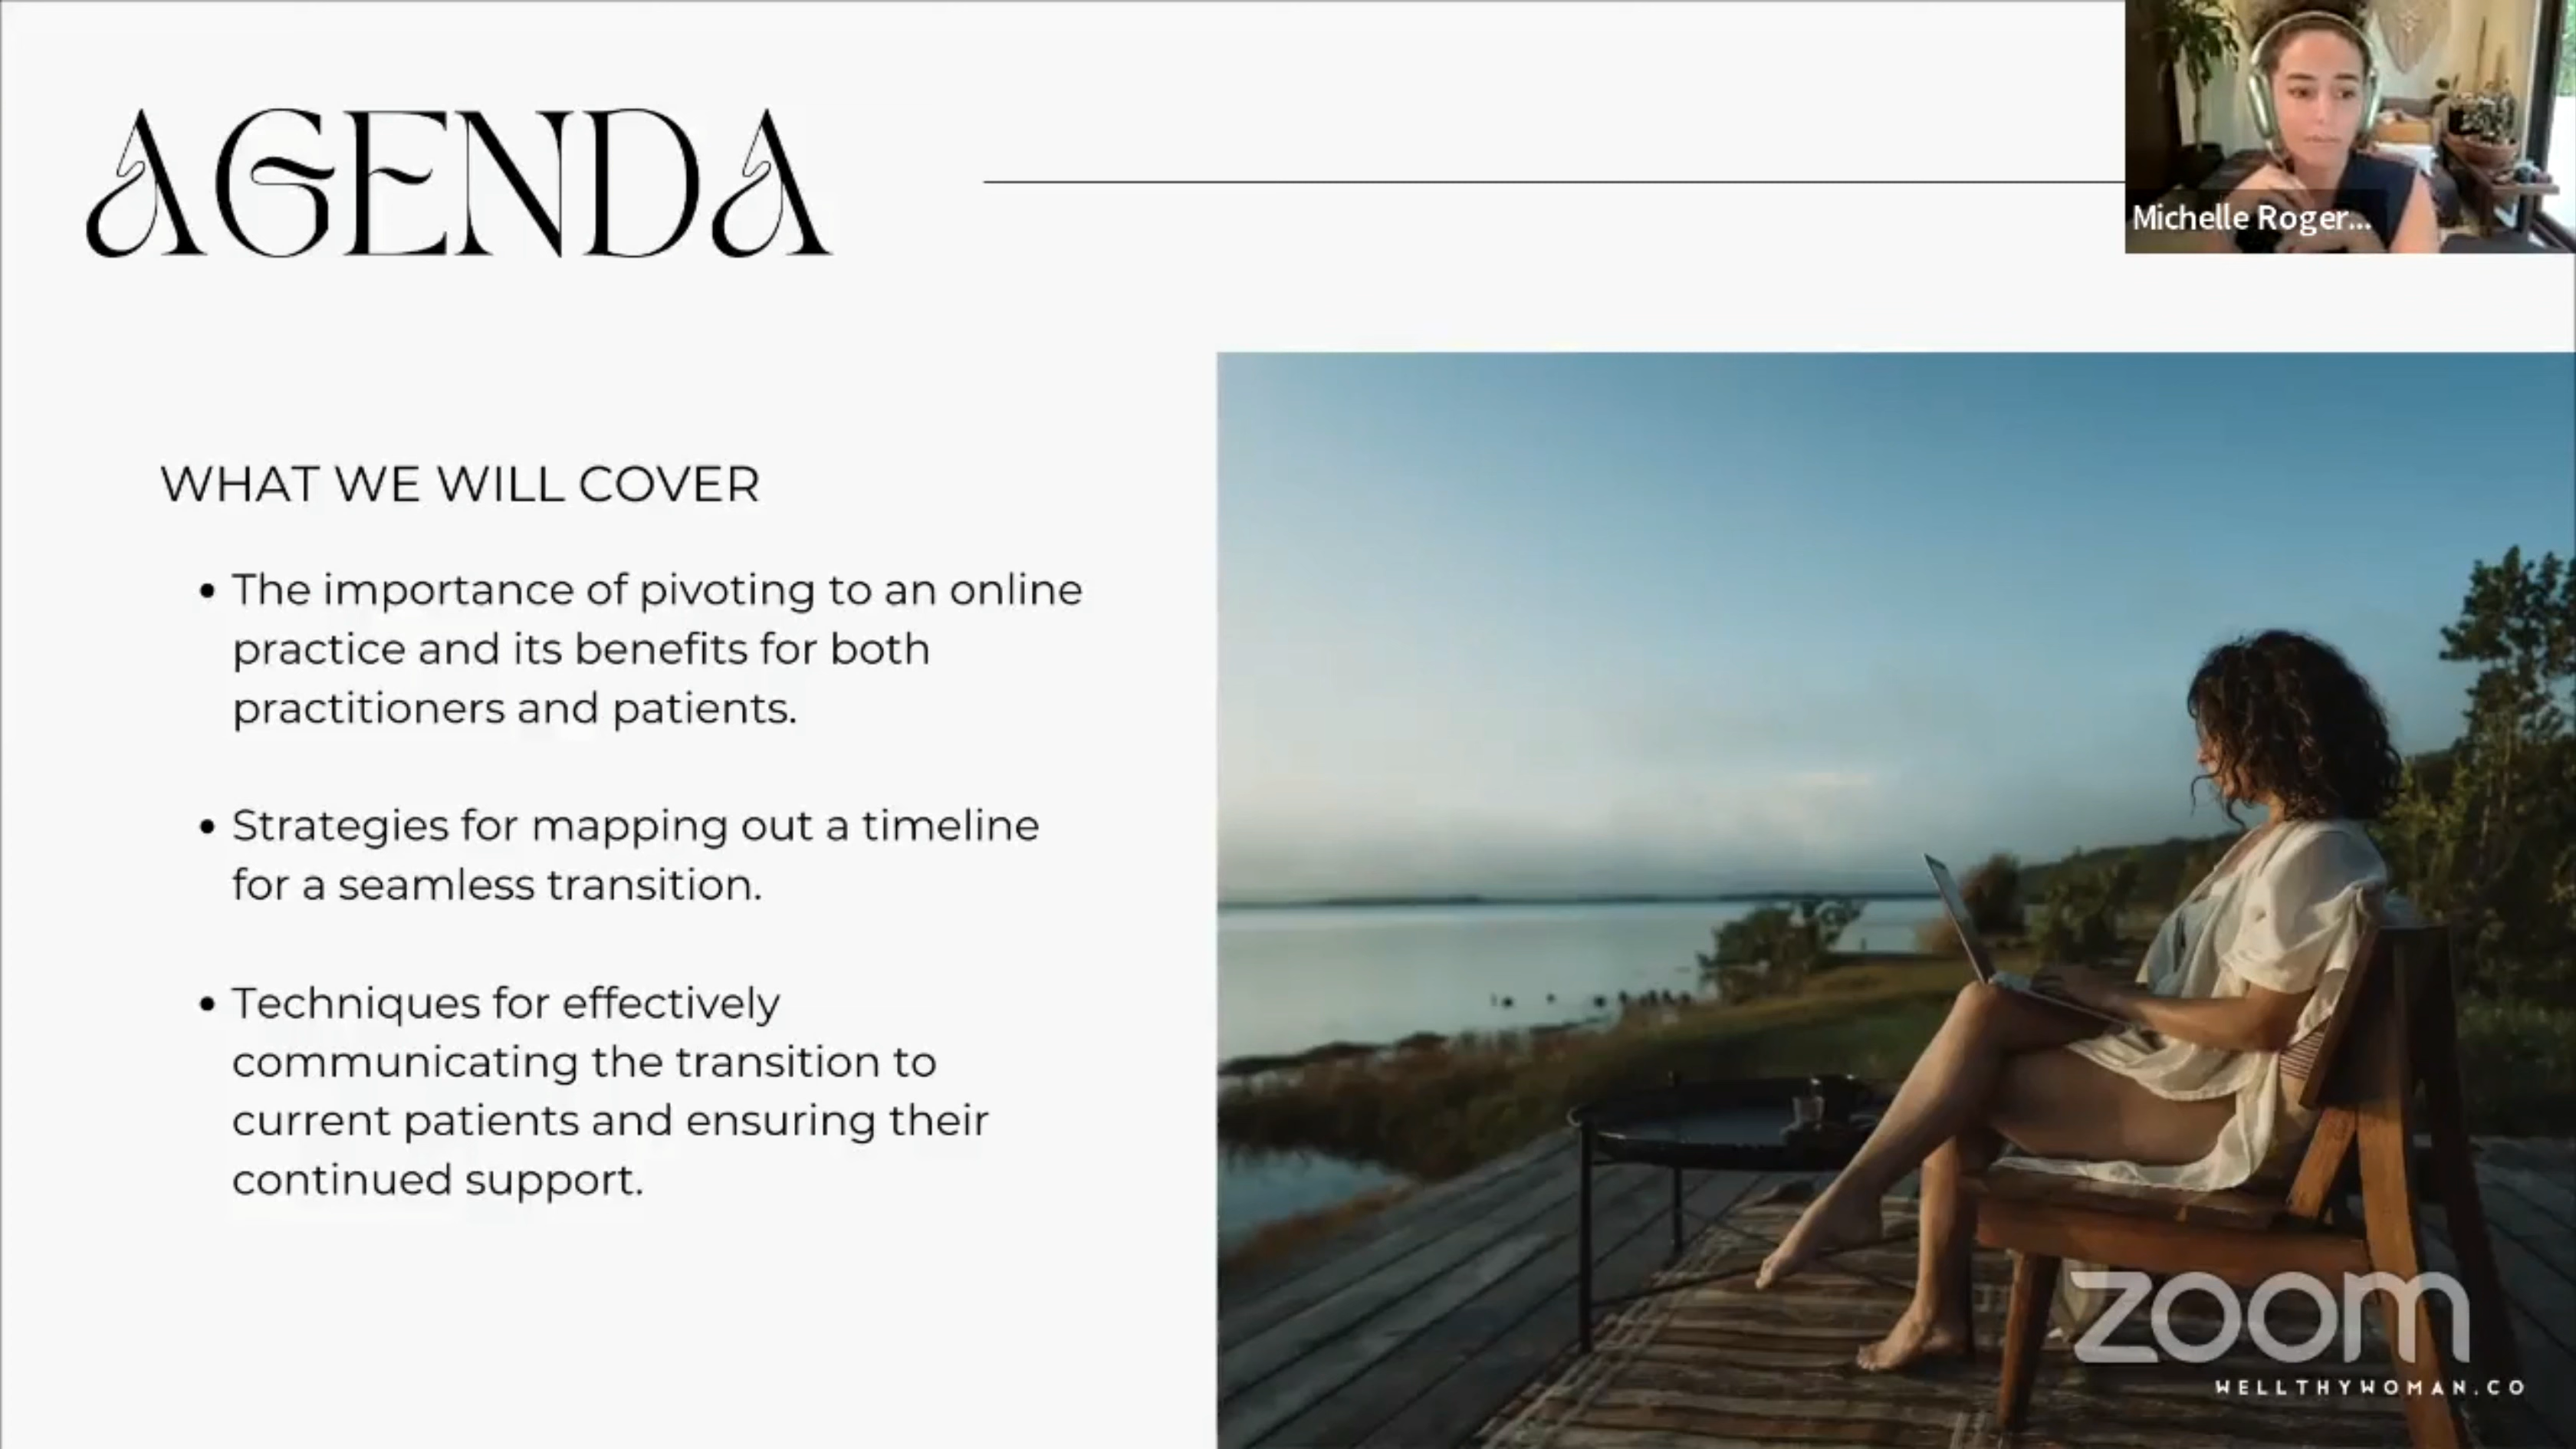 AGENDA
Michelle Roger...
WHAT WE WILL COVER
• The importance of pivoting to an online
practice and its benefits for both
practitioners and patients.
• Strategies for mapping out a timeline
for a seamless transition.
• Techniques for effectively
communicating the transition to
current patients and ensuring their
continued support.
zoom
WELLTHYWOMAN.CO